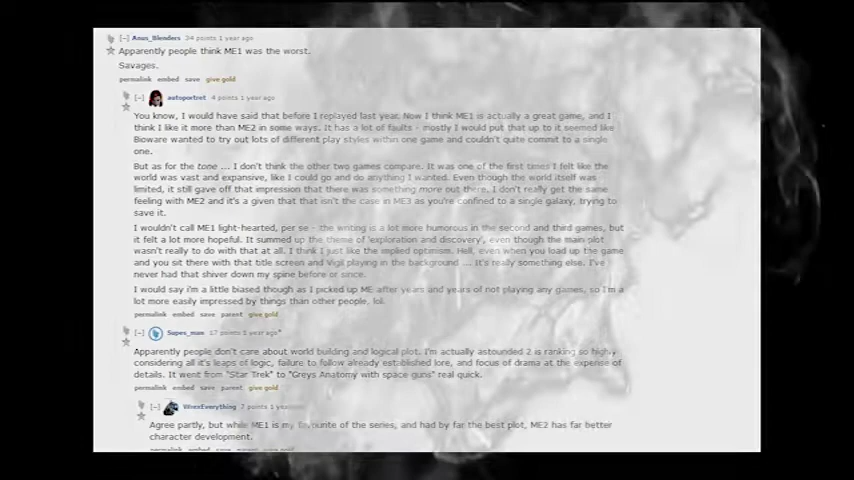 [-] Anus_Blenders 34 points 1 year ago
Apparently people think ME1 was the worst.
Savages.
permalink embed save give gold
[-] autoportret 4 points 1 year ago
You know, I would have said that before I replayed last year. Now I think ME1 is actually a great game, and I
think I like it more than ME2 in some ways. It has a lot of faults - mostly I would put that up to it seemed like
Bioware wanted to try out lots of different play styles within one game and couldn't quite commit to a single
one.
But as for the tone ... I don't think the other two games compare. It was one of the first times I felt like the
world was vast and expansive, like I could go and do anything I wanted. Even though the world itself was
limited, it still gave off that impression that there was something more out there. I don't really get the same
feeling with ME2 and it's a given that that isn't the case in ME3 as you're confined to a single galaxy, trying to
save it.
I wouldn't call ME1 light-hearted, per se - the writing is a lot more humorous in the second and third games, but
it felt a lot more hopeful. It summed up the theme of 'exploration and discovery', even though the main plot
wasn't really to do with that at all. I think I just like the implied optimism. Hell, even when you load up the game
and you sit there with that title screen and Vigil playing in the background ... It's really something else. I've
never had that shiver down my spine before or since.
I would say i'm a little biased though as I picked up ME after years and years of not playing any games, so I'm a
lot more easily impressed by things than other people, lol.
permalink embed save parent give gold
[-] Supes_man 17 points 1 year ago*
Apparently people don't care about world building and logical plot. I'm actually astounded 2 is ranking so highly
considering all it's leaps of logic, failure to follow already established lore, and focus of drama at the expense of
details. It went from "Star Trek" to "Greys Anatomy with space guns" real quick.
permalink embed save parent give gold
[-] WrexEverything 7 points 1 year ago
Agree partly, but while ME1 is my favourite of the series, and had by far the best plot, ME2 has far better
character development.
permalink embed save parent give gold